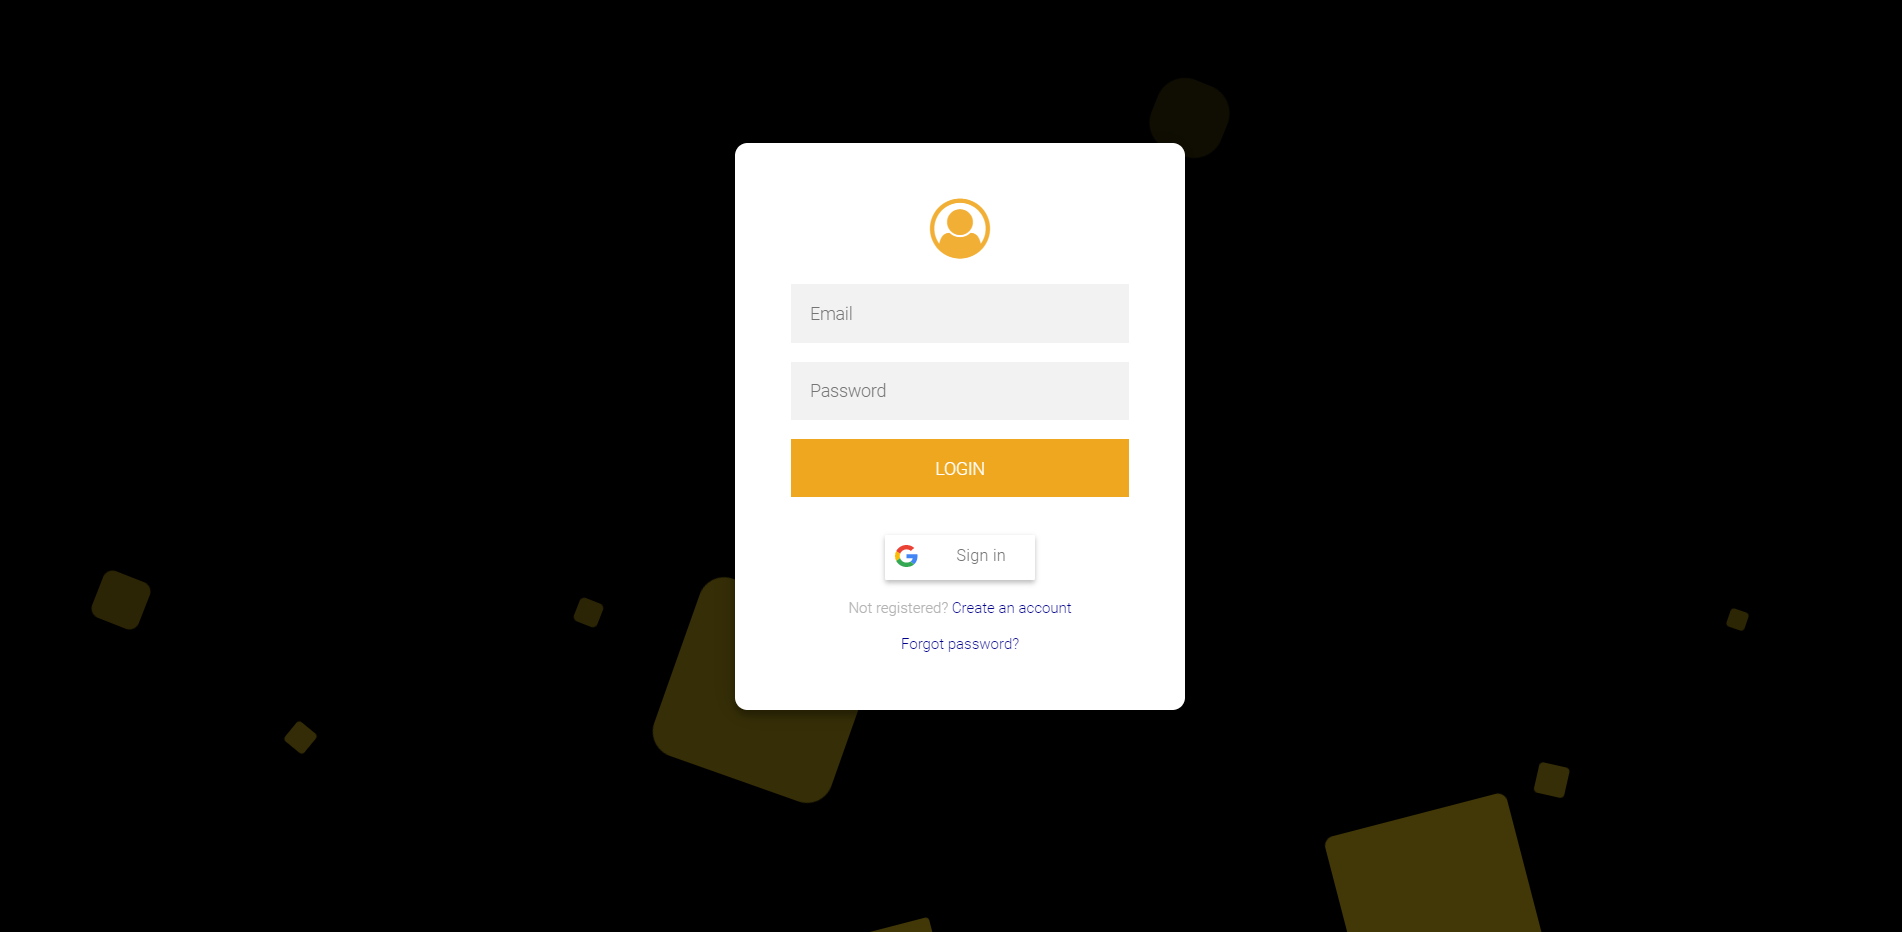 Email
Password
LOGIN
Sign in
Not registered? Create an account
Forgot password?